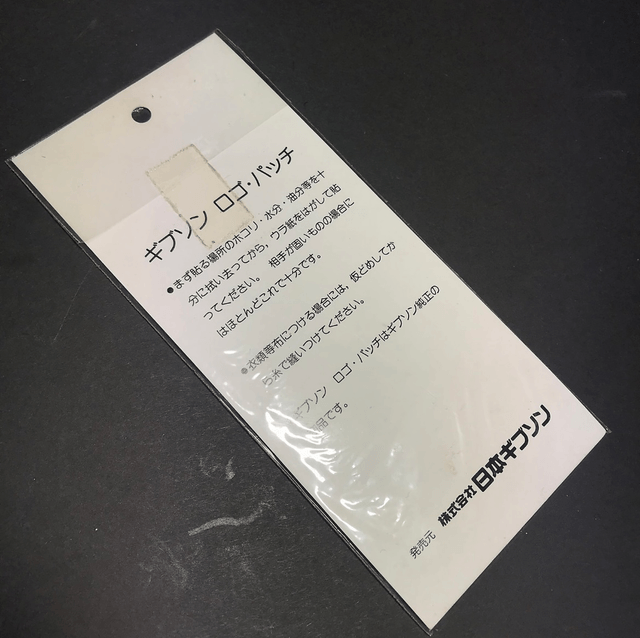 ギブソン ロゴ・パッチ
●まず貼る場所のホコリ・水分・油分等を十
分に拭い去ってから，ウラ紙をはがして貼
ってください。 相手が固いものの場合に
はほとんどこれで十分です。
●衣類等布につける場合には，仮どめしてか
ら糸で縫いつけてください。
ギブソン ロゴ・パッチはギブソン純正の
品です。
発売元 株式会社 日本ギブソン